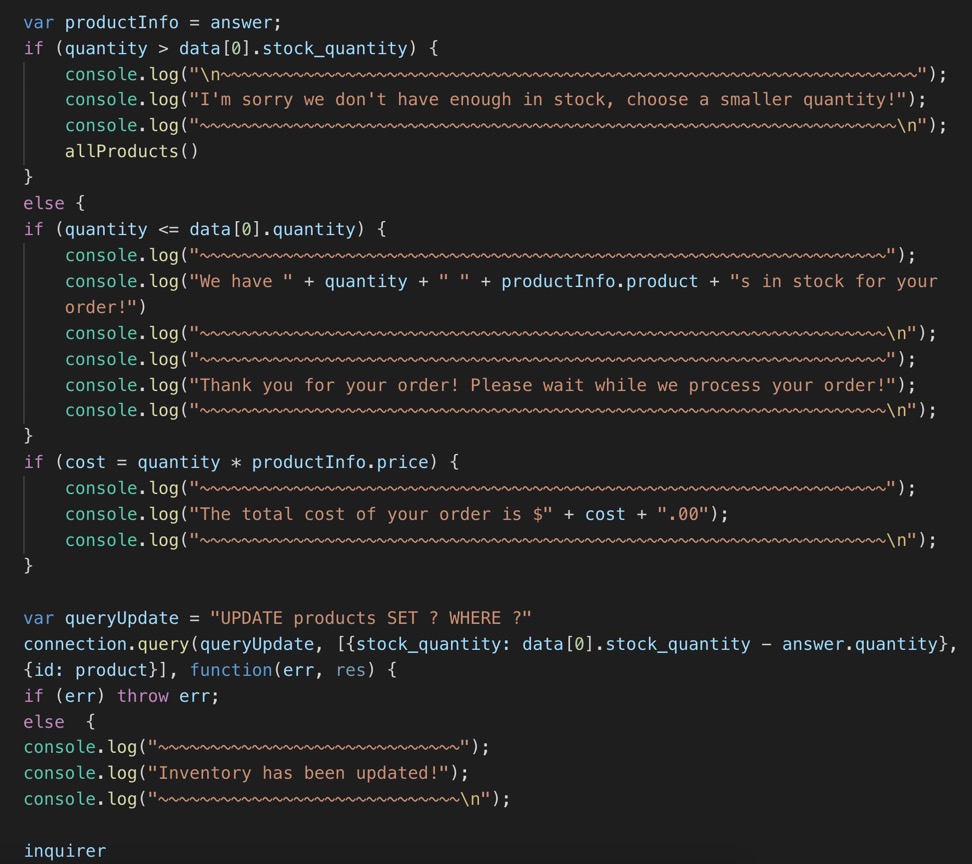 var productInfo = answer;
if (quantity > data[0].stock_quantity) {
    console.log("\n~~~~~~~~~~~~~~~~~~~~~~~~~~~~~~~~~~~~~~~~~~~~~~~~~~~~~~~~~~~~~~~~~~~");
    console.log("I'm sorry we don't have enough in stock, choose a smaller quantity!");
    console.log("~~~~~~~~~~~~~~~~~~~~~~~~~~~~~~~~~~~~~~~~~~~~~~~~~~~~~~~~~~~~~~~~~~~\n");
    allProducts()
}
else {
if (quantity <= data[0].quantity) {
    console.log("~~~~~~~~~~~~~~~~~~~~~~~~~~~~~~~~~~~~~~~~~~~~~~~~~~~~~~~~~~~~~~~~~~");
    console.log("We have " + quantity + " " + productInfo.product + "s in stock for your
    order!")
    console.log("~~~~~~~~~~~~~~~~~~~~~~~~~~~~~~~~~~~~~~~~~~~~~~~~~~~~~~~~~~~~~~~~~~\n");
    console.log("~~~~~~~~~~~~~~~~~~~~~~~~~~~~~~~~~~~~~~~~~~~~~~~~~~~~~~~~~~~~~~~~~~");
    console.log("Thank you for your order! Please wait while we process your order!");
    console.log("~~~~~~~~~~~~~~~~~~~~~~~~~~~~~~~~~~~~~~~~~~~~~~~~~~~~~~~~~~~~~~~~~~\n");
}
if (cost = quantity * productInfo.price) {
    console.log("~~~~~~~~~~~~~~~~~~~~~~~~~~~~~~~~~~~~~~~~~~~~~~~~~~~~~~~~~~~~~~~~~~");
    console.log("The total cost of your order is $" + cost + ".00");
    console.log("~~~~~~~~~~~~~~~~~~~~~~~~~~~~~~~~~~~~~~~~~~~~~~~~~~~~~~~~~~~~~~~~~~\n");
}

var queryUpdate = "UPDATE products SET ? WHERE ?"
connection.query(queryUpdate, [{stock_quantity: data[0].stock_quantity - answer.quantity},
{id: product}], function(err, res) {
if (err) throw err;
else  {
console.log("~~~~~~~~~~~~~~~~~~~~~~~~~~~~~");
console.log("Inventory has been updated!");
console.log("~~~~~~~~~~~~~~~~~~~~~~~~~~~~~\n");

inquirer